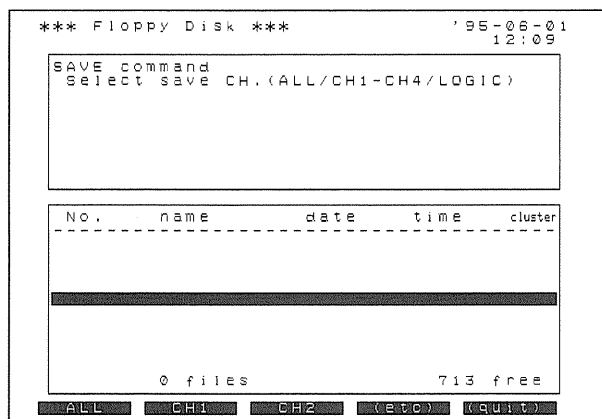 *** Floppy Disk *** '95-06-01
12:09
SAVE command
Select save CH.(ALL/CH1-CH4/LOGIC)
No. name date time cluster
0 files 713 free
ALL CH1 CH2 (etc) (quit)